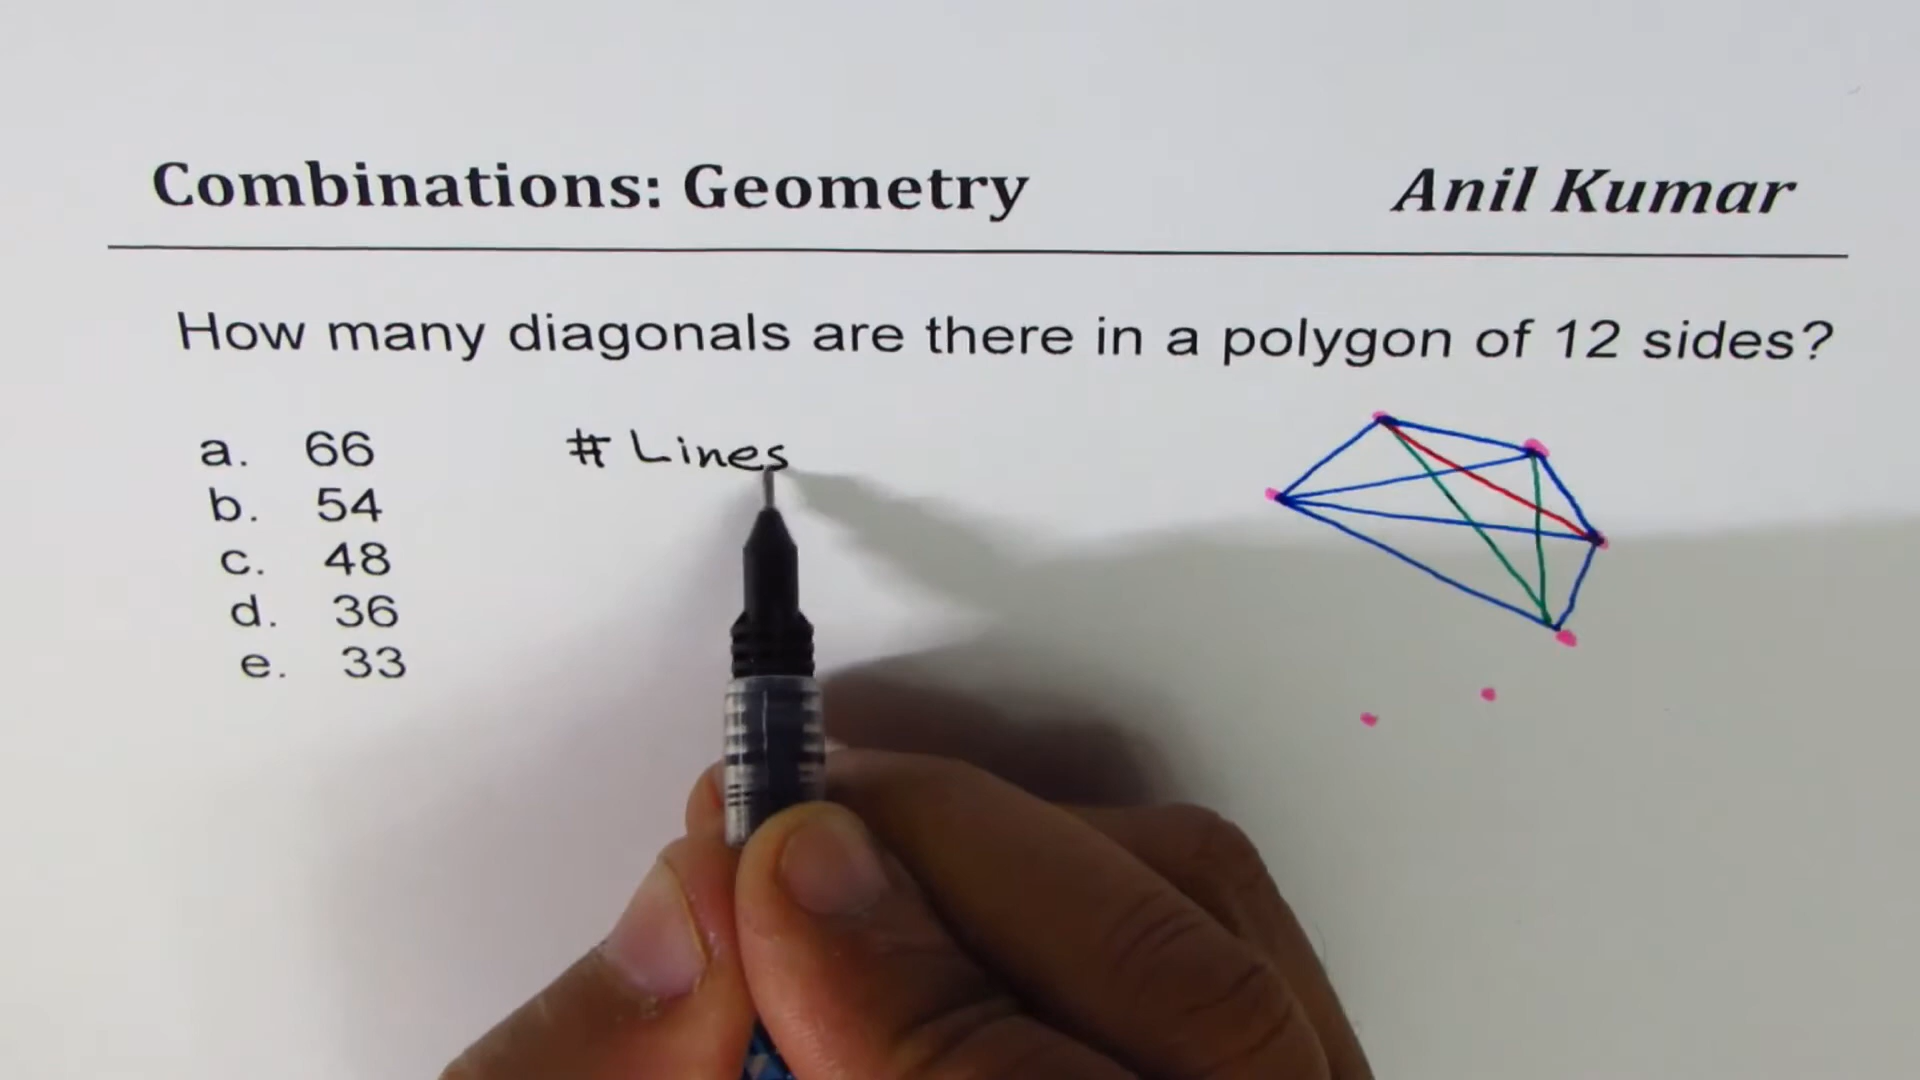 Combinations: Geometry Anil Kumar
How many diagonals are there in a polygon of 12 sides?
a. 66 # Lines
b. 54
c. 48
d. 36
e. 33